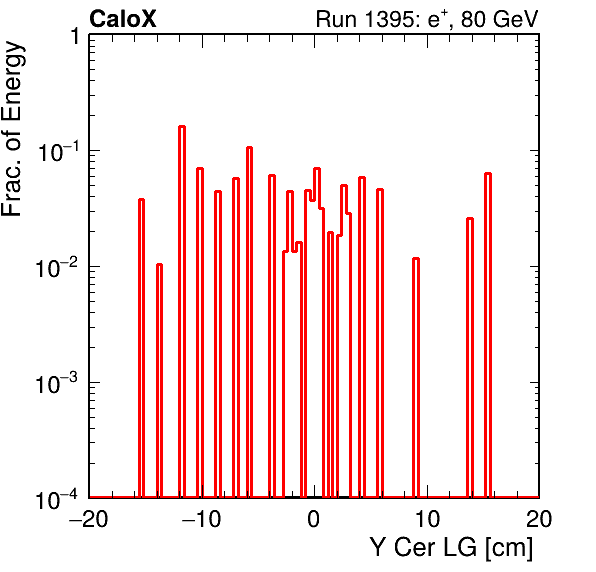 CaloX Run 1395: e⁺, 80 GeV
Frac. of Energy
1
10⁻¹
10⁻²
10⁻³
10⁻⁴
−20 −10 0 10 20
Y Cer LG [cm]